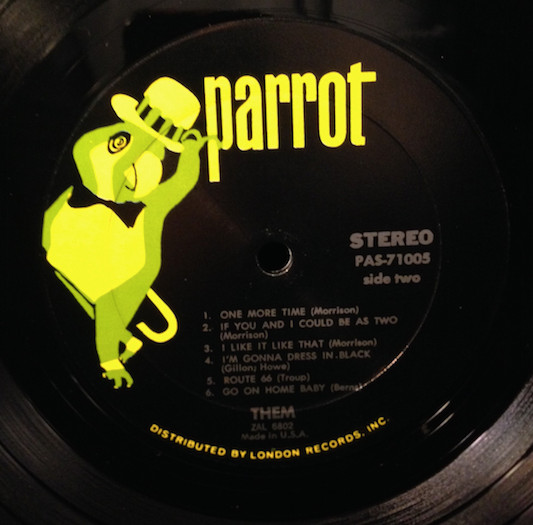 parrot
STEREO
PAS-71005
side two
1. ONE MORE TIME (Morrison)
2. IF YOU AND I COULD BE AS TWO
(Morrison)
3. I LIKE IT LIKE THAT (Morrison)
4. I'M GONNA DRESS IN BLACK
(Gillon; Howe)
5. ROUTE 66 (Troup)
6. GO ON HOME BABY (Berns)
THEM
ZAL 6802
Made in U.S.A.
DISTRIBUTED BY LONDON RECORDS, INC.